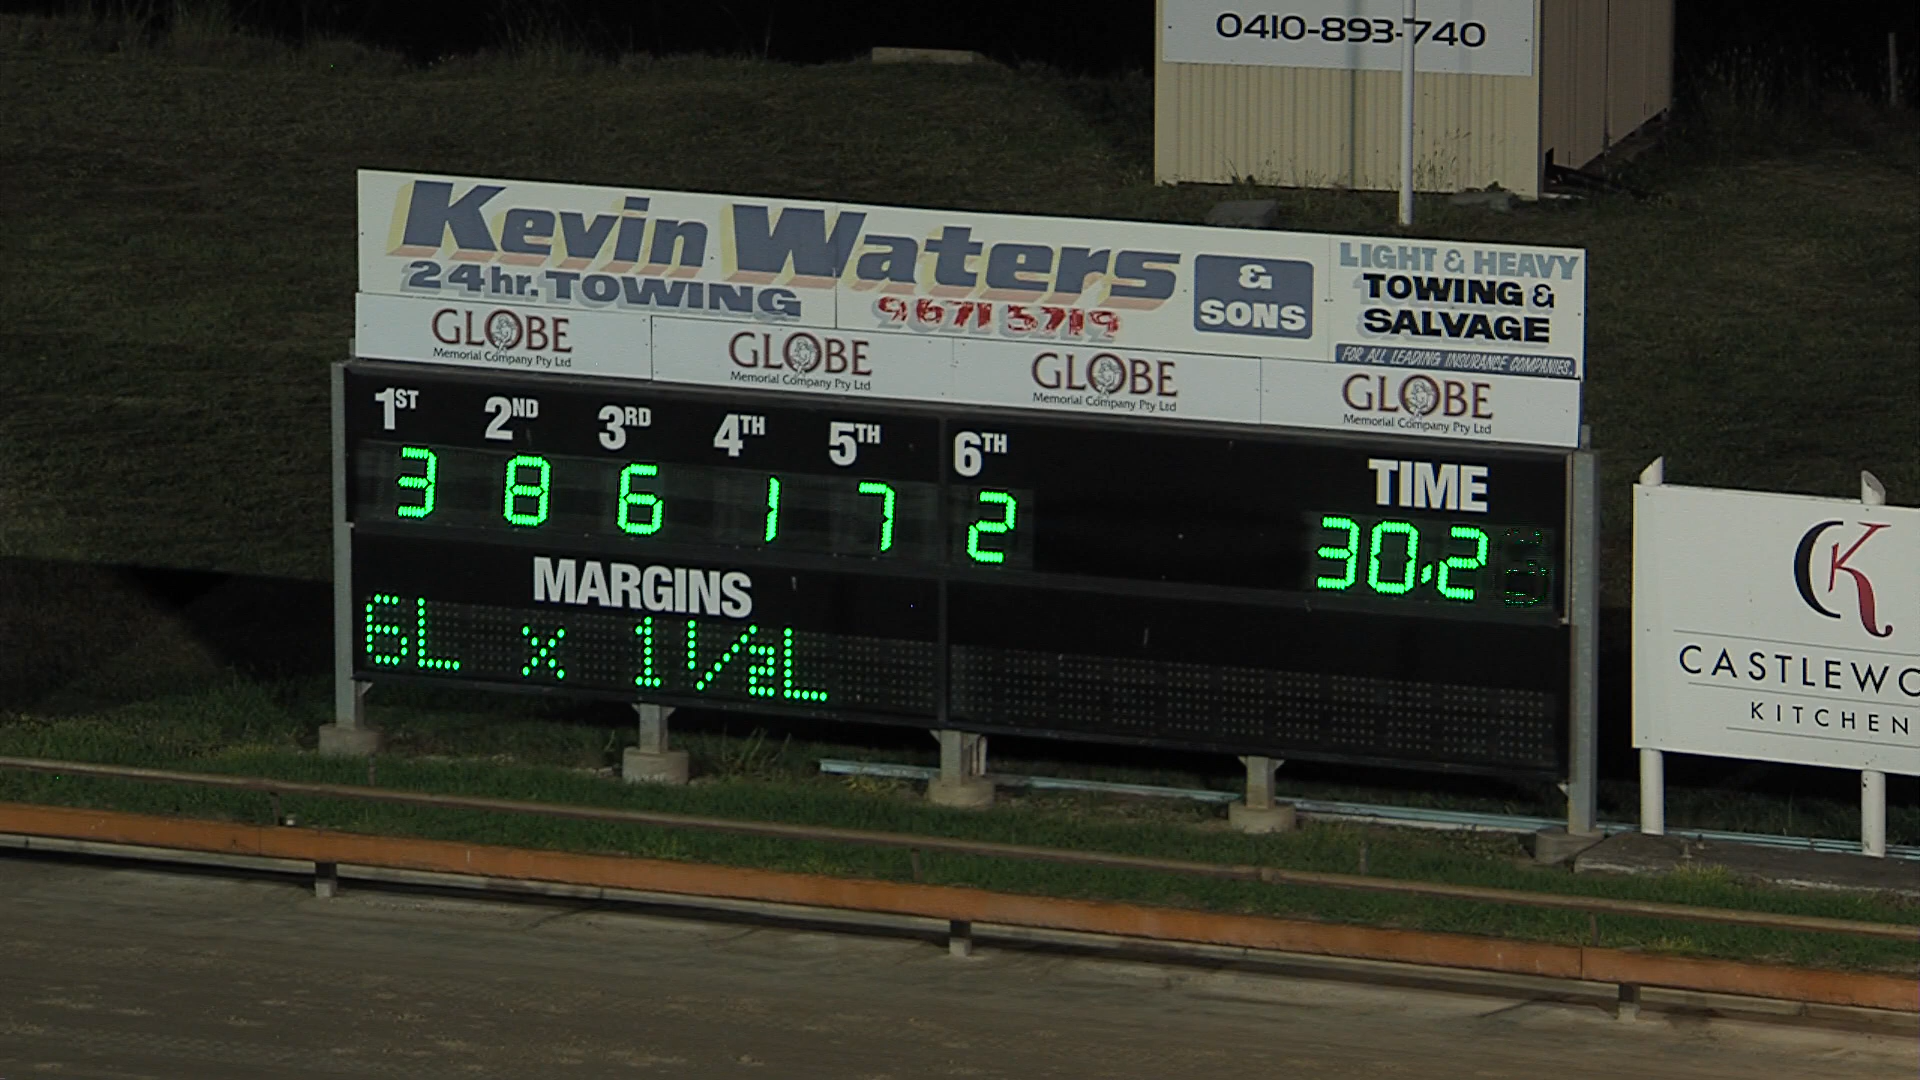 0410-893-740
Kevin Waters & SONS
24hr. TOWING 9671 5719
LIGHT & HEAVY
TOWING &
SALVAGE
FOR ALL LEADING INSURANCE COMPANIES.
GLOBE GLOBE GLOBE GLOBE
Memorial Company Pty Ltd Memorial Company Pty Ltd Memorial Company Pty Ltd Memorial Company Pty Ltd
1ST 2ND 3RD 4TH 5TH 6TH TIME
3 8 6 1 7 2 30.2
MARGINS
6L x 1 1/2L
CK
CASTLEWO
KITCHEN